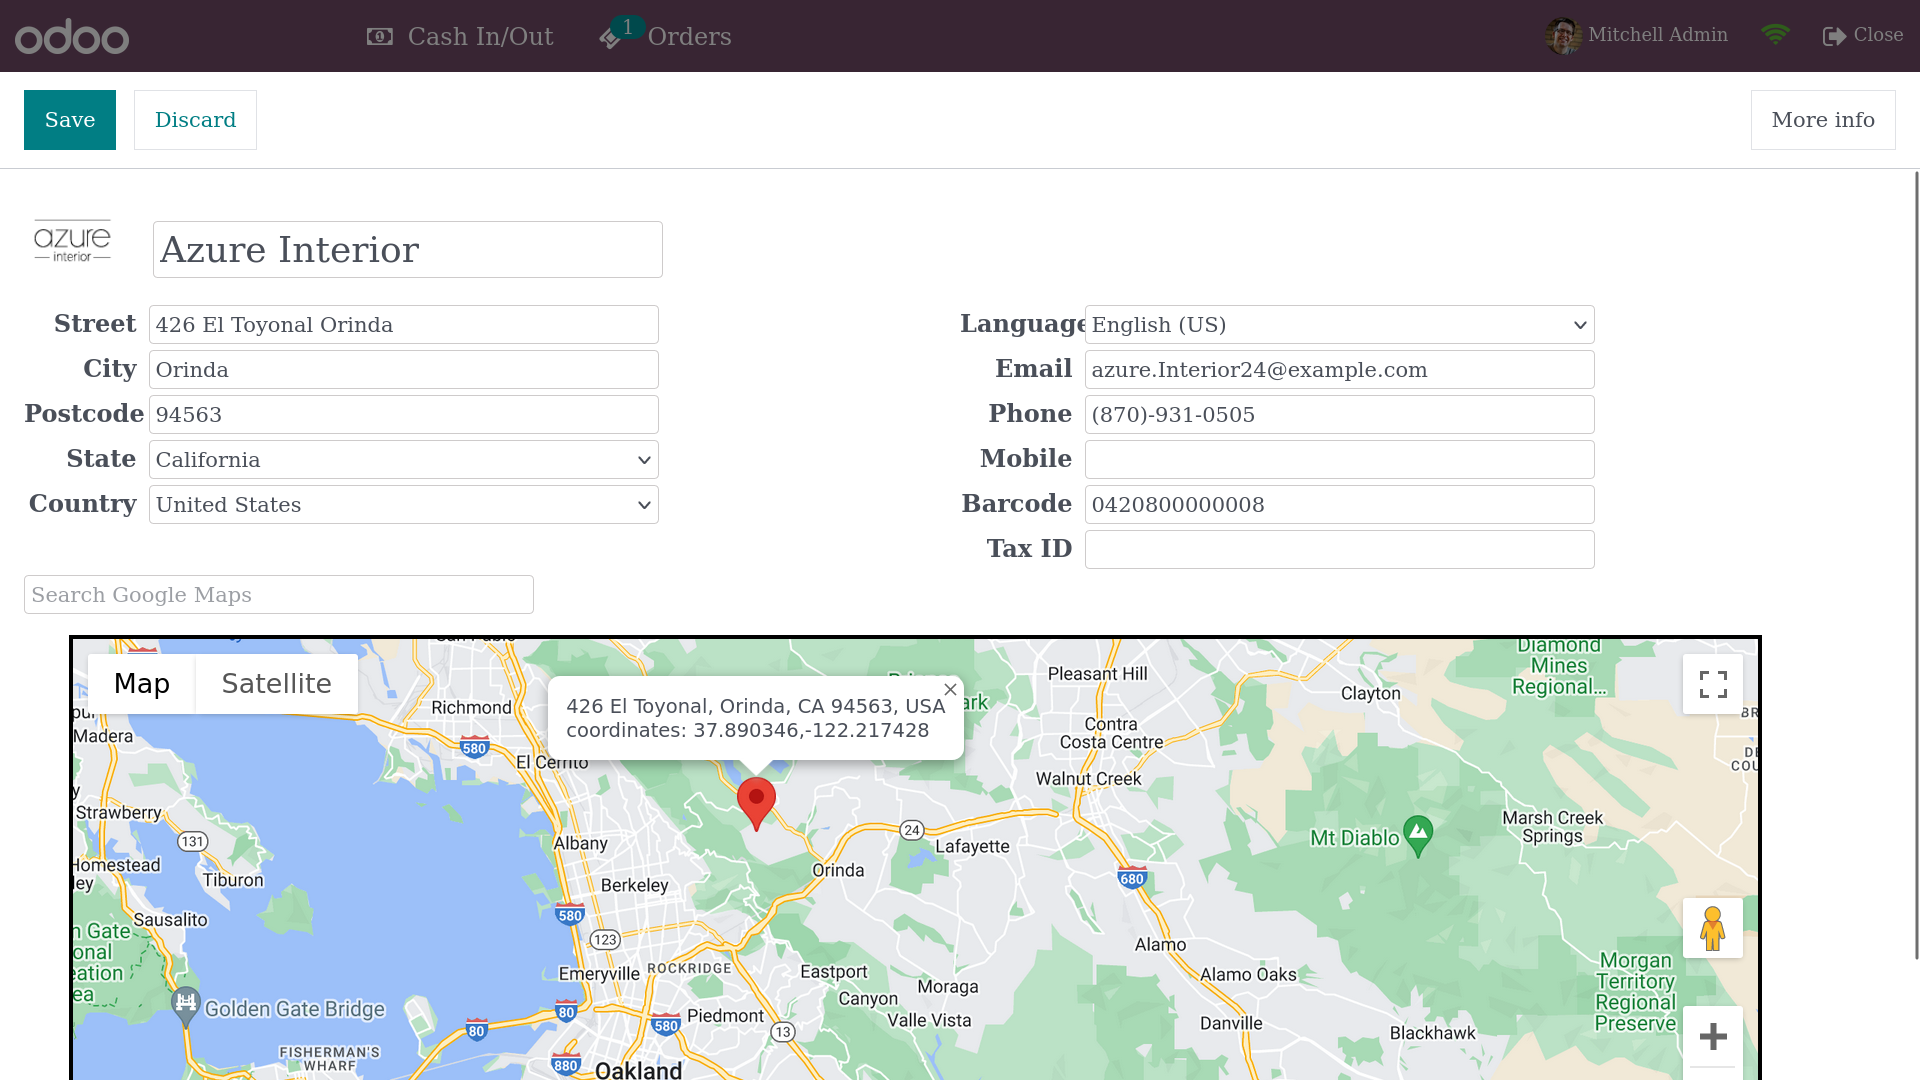 odoo
Cash In/Out
1
Orders
Mitchell Admin
Close
Save
Discard
More info
azure
interior
Azure Interior
Street
426 El Toyonal Orinda
City
Orinda
Postcode
94563
State
California
Country
United States
Language
English (US)
Email
azure.Interior24@example.com
Phone
(870)-931-0505
Mobile
Barcode
0420800000008
Tax ID
Search Google Maps
Map
Satellite
426 El Toyonal, Orinda, CA 94563, USA
coordinates: 37.890346,-122.217428
Diamond
Mines
Regional...
Pleasant Hill
Clayton
Richmond
Contra
Costa Centre
Madera
580
El Cerrito
Walnut Creek
Strawberry
Marsh Creek
Springs
131
24
Mt Diablo
Albany
Lafayette
Homestead
Orinda
Tiburon
Berkeley
680
Sausalito
580
123
Alamo
Emeryville
ROCKRIDGE
Eastport
Alamo Oaks
Morgan
Territory
Regional
Preserve
Moraga
Canyon
Golden Gate Bridge
80
Piedmont
Valle Vista
80
580
13
Danville
Blackhawk
FISHERMAN'S
WHARF
880
Oakland